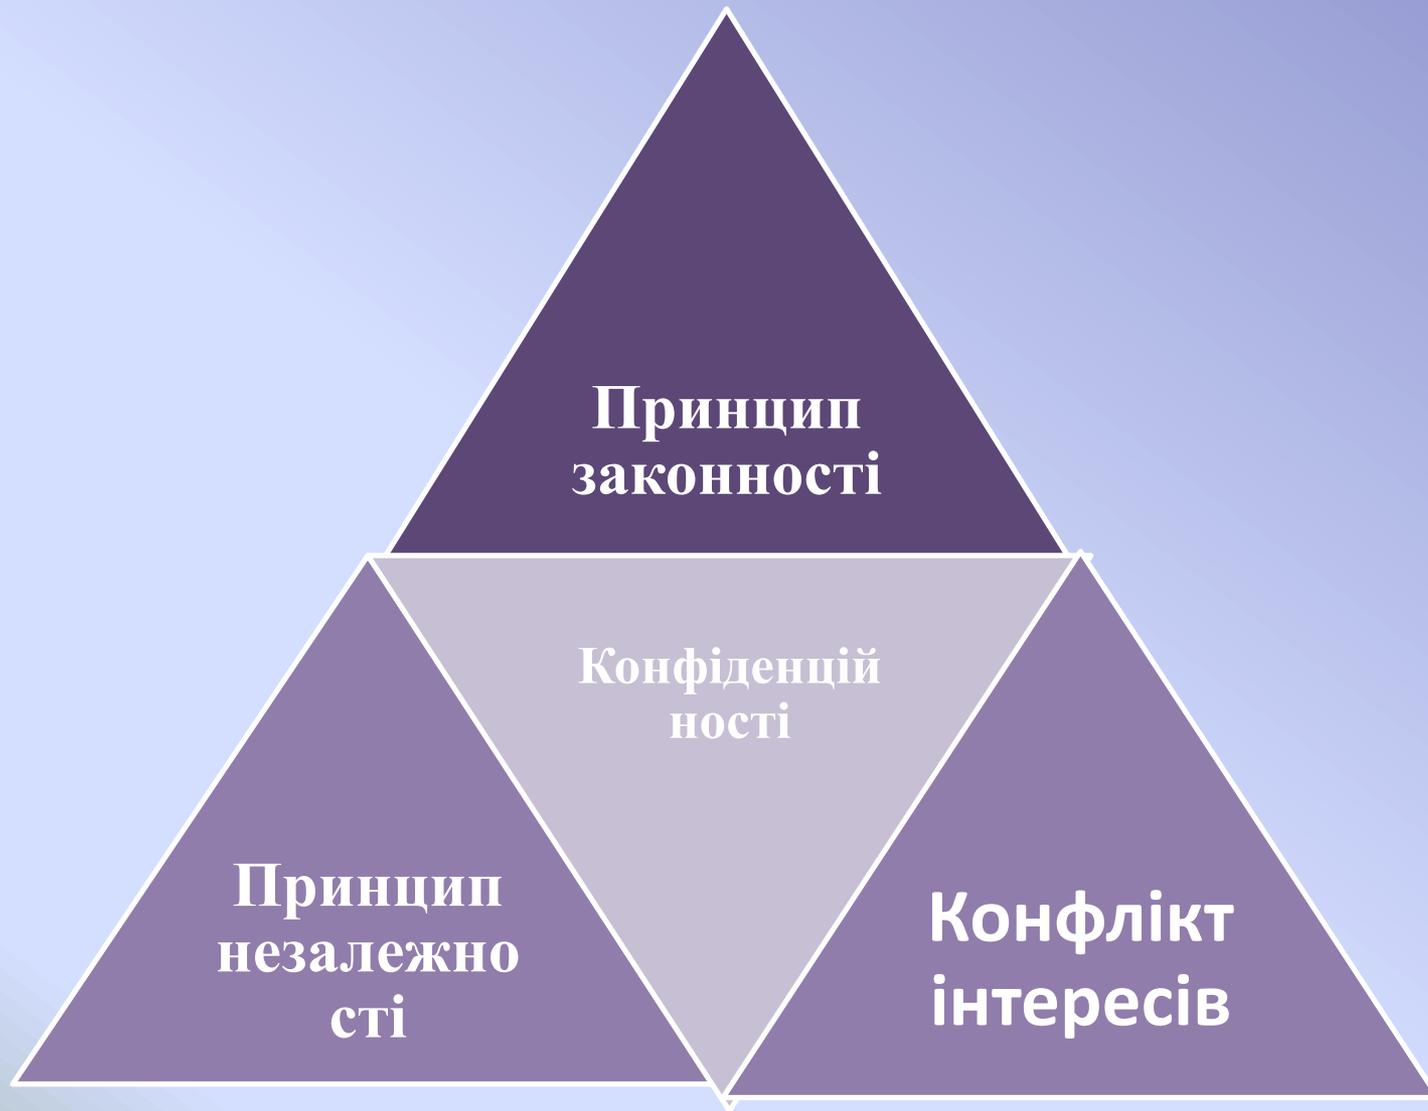 Принцип
законності
Конфіденцій
ності
Принцип
незалежно
сті
Конфлікт
інтересів